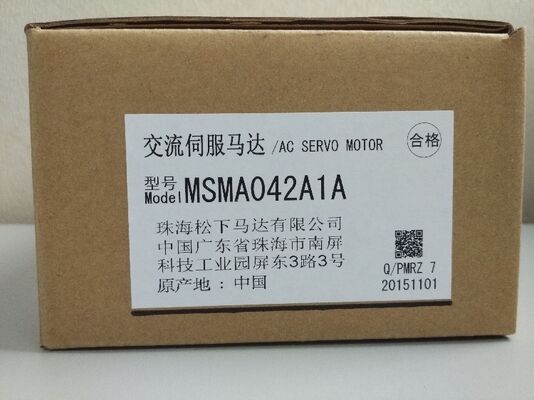 交流伺服马达 /AC SERVO MOTOR
合格
型号
Model MSMA042A1A
珠海松下马达有限公司
中国广东省珠海市南屏
科技工业园屏东3路3号
原产地：中国
Q/PMRZ 7
20151101